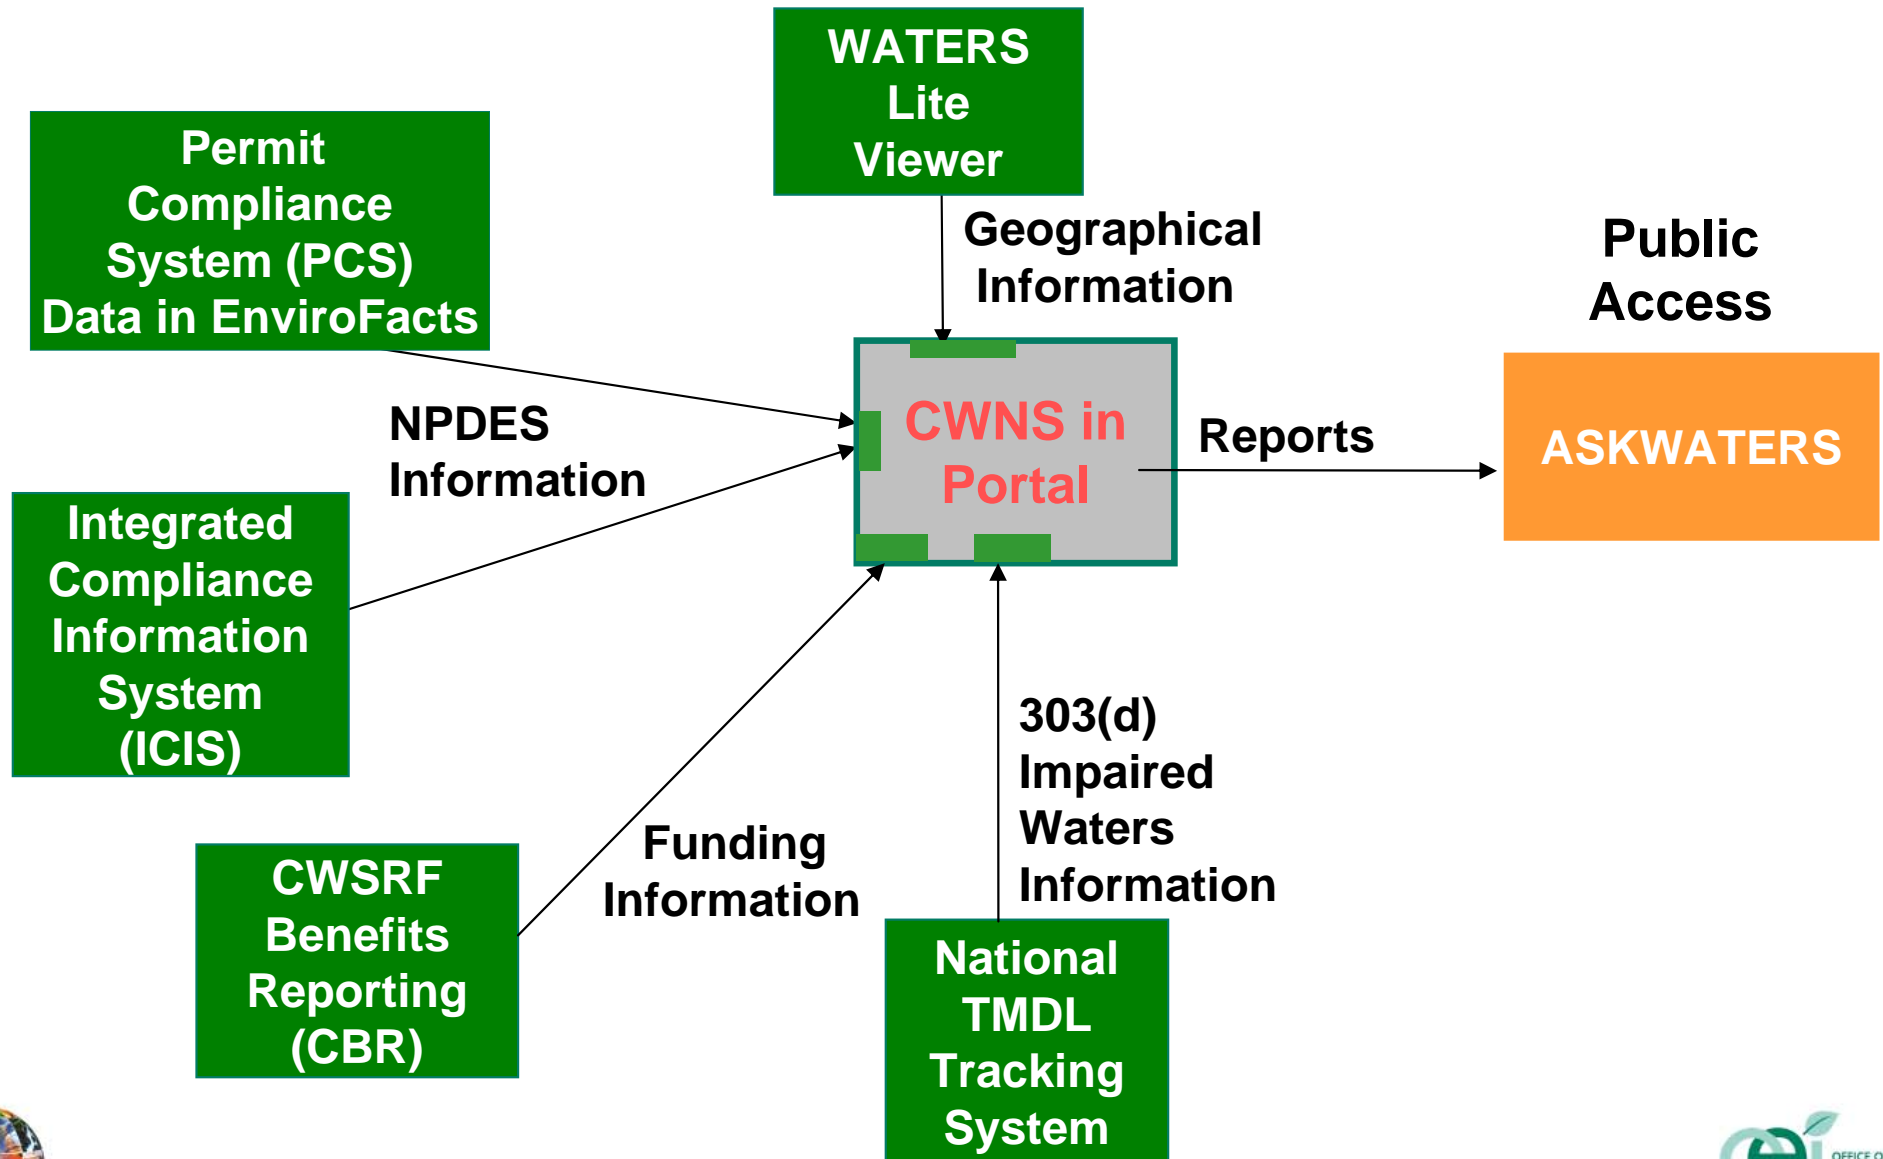 WATERS
Lite
Viewer
Permit
Compliance
System (PCS)
Data in EnviroFacts
Geographical
Information
Public
Access
NPDES
Information
CWNS in
Portal
Reports
ASKWATERS
Integrated
Compliance
Information
System
(ICIS)
303(d)
Impaired
Waters
Information
Funding
Information
CWSRF
Benefits
Reporting
(CBR)
National
TMDL
Tracking
System
oei